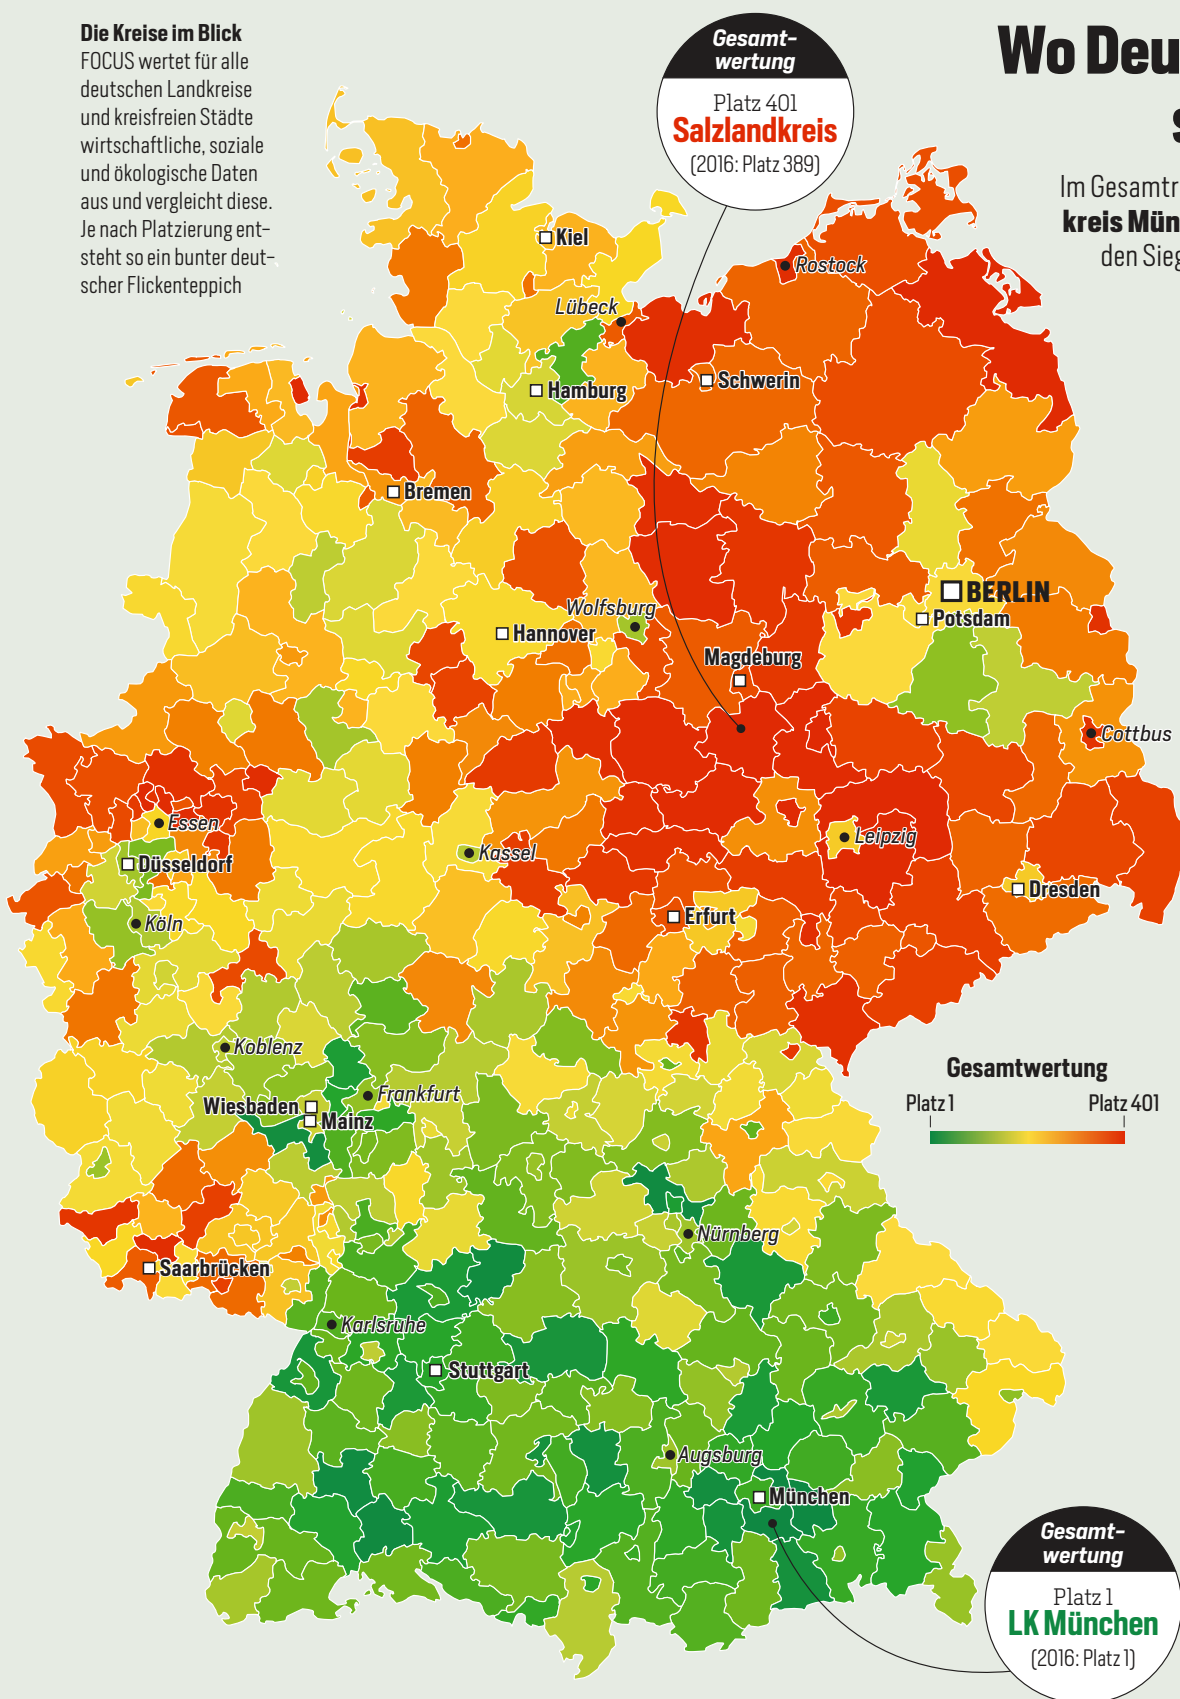 Die Kreise im Blick
FOCUS wertet für alle
deutschen Landkreise
und kreisfreien Städte
wirtschaftliche, soziale
und ökologische Daten
aus und vergleicht diese.
Je nach Platzierung ent-
steht so ein bunter deut-
scher Flickenteppich
Gesamt-
wertung
Platz 401
Salzlandkreis
(2016: Platz 389)
Wo Deu
S
Im Gesamtr
kreis Mün
den Sieg
Kiel
Rostock
Lübeck
Schwerin
Hamburg
Bremen
BERLIN
Wolfsburg
Potsdam
Hannover
Magdeburg
Cottbus
Essen
Leipzig
Kassel
Düsseldorf
Dresden
Erfurt
Köln
Koblenz
Gesamtwertung
Platz 1
Platz 401
Frankfurt
Wiesbaden
Mainz
Nürnberg
Saarbrücken
Karlsruhe
Stuttgart
Augsburg
München
Gesamt-
wertung
Platz 1
LK München
(2016: Platz 1)